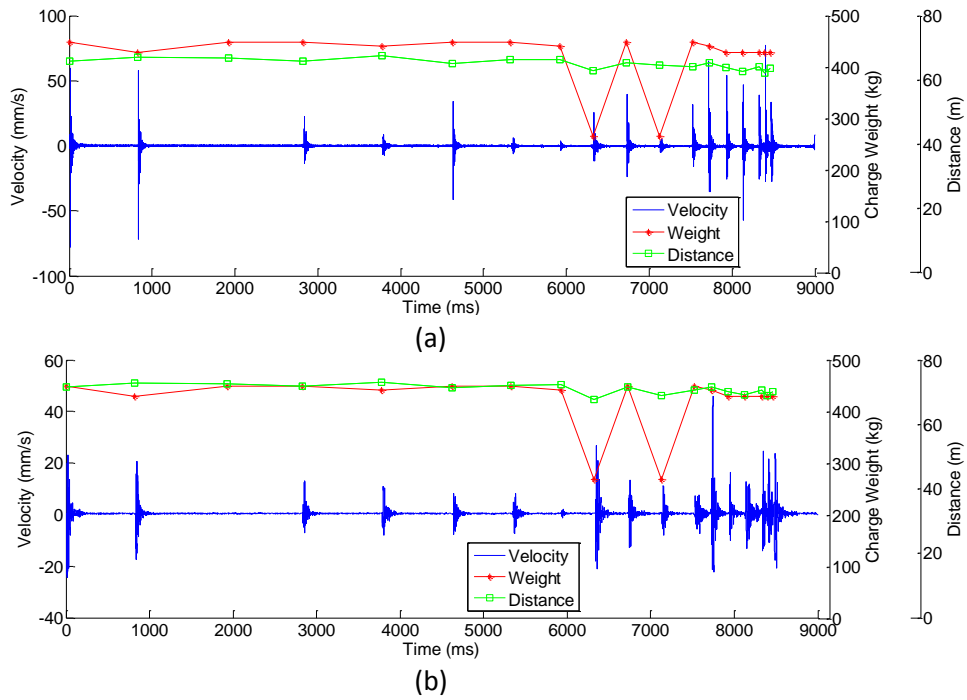 100
50
0
-50
-100
Velocity (mm/s)
500
400
300
200
100
0
Charge Weight (kg)
80
60
40
20
0
Distance (m)
Velocity
Weight
Distance
0 1000 2000 3000 4000 5000 6000 7000 8000 9000
Time (ms)
(a)
60
40
20
0
-20
-40
Velocity (mm/s)
500
400
300
200
100
0
Charge Weight (kg)
80
60
40
20
0
Distance (m)
Velocity
Weight
Distance
0 1000 2000 3000 4000 5000 6000 7000 8000 9000
Time (ms)
(b)